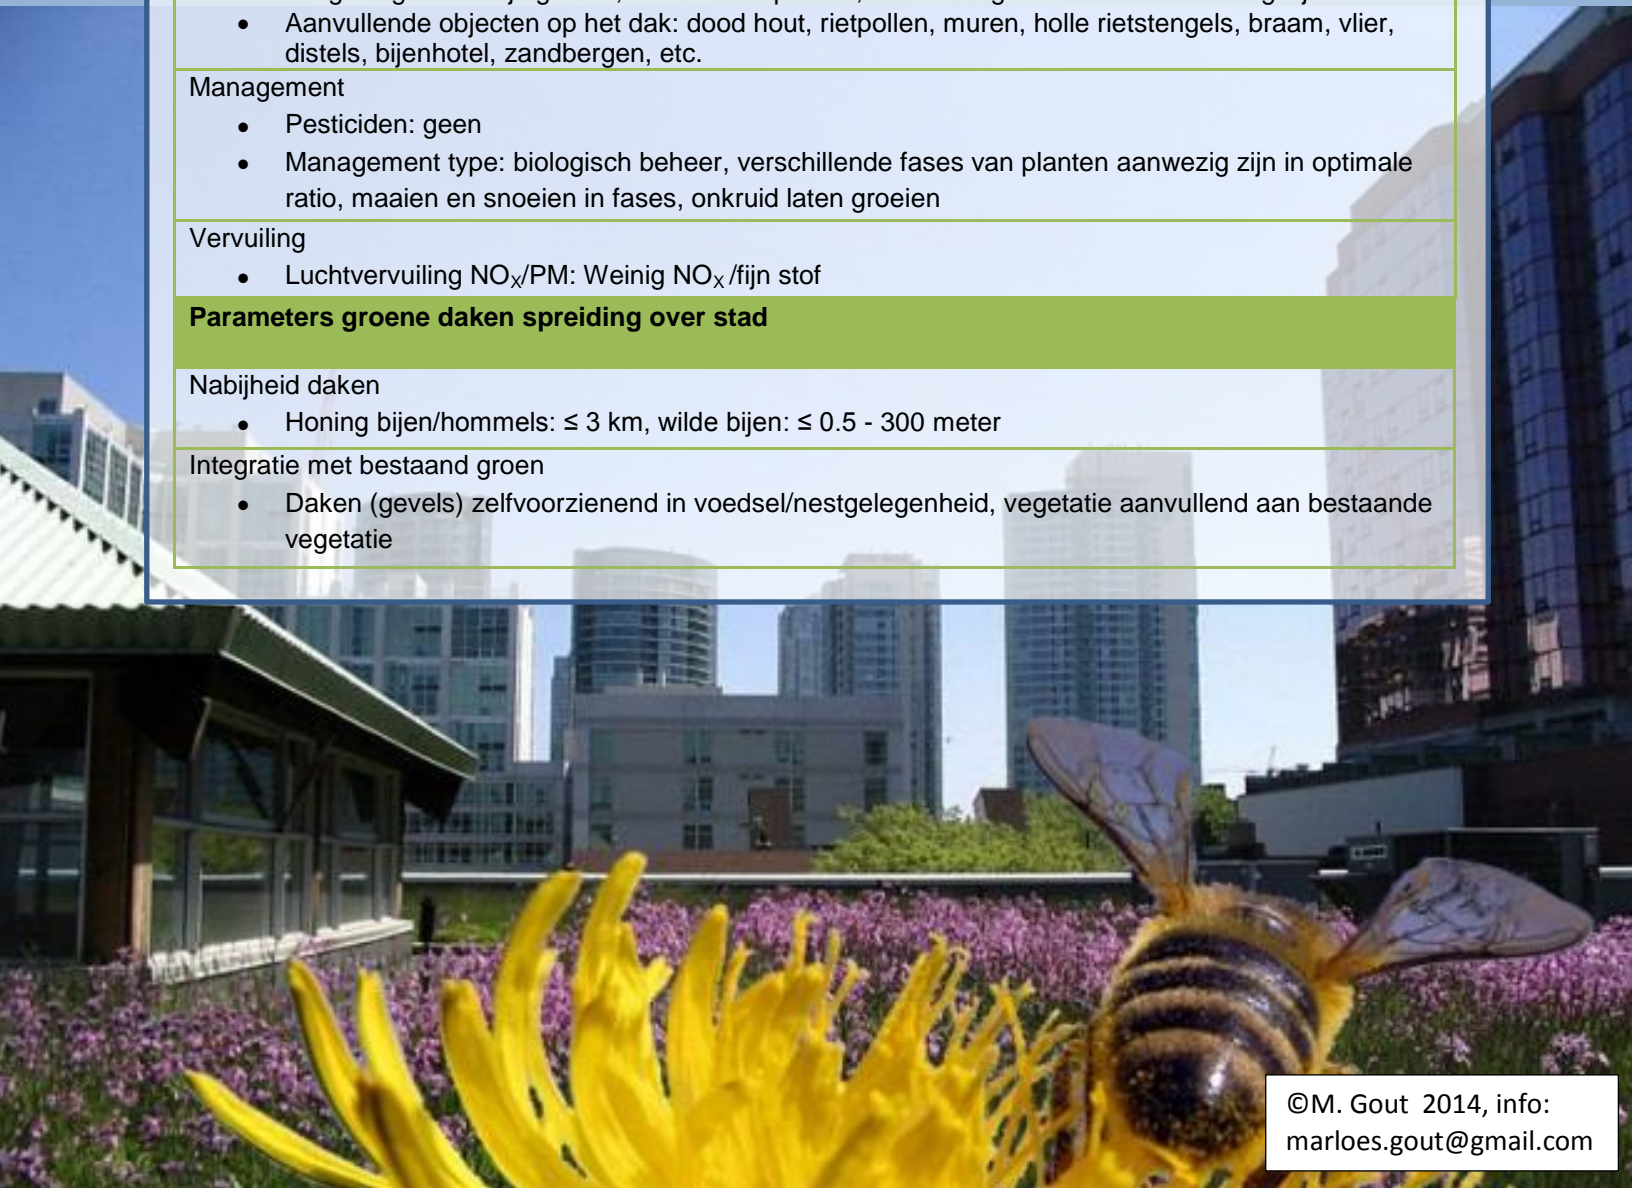 • Aanvullende objecten op het dak: dood hout, rietpollen, muren, holle rietstengels, braam, vlier,
distels, bijenhotel, zandbergen, etc.
Management
• Pesticiden: geen
• Management type: biologisch beheer, verschillende fases van planten aanwezig zijn in optimale
ratio, maaien en snoeien in fases, onkruid laten groeien
Vervuiling
• Luchtvervuiling NOX/PM: Weinig NOX /fijn stof
Parameters groene daken spreiding over stad
Nabijheid daken
• Honing bijen/hommels: ≤ 3 km, wilde bijen: ≤ 0.5 - 300 meter
Integratie met bestaand groen
• Daken (gevels) zelfvoorzienend in voedsel/nestgelegenheid, vegetatie aanvullend aan bestaande
vegetatie
©M. Gout 2014, info:
marloes.gout@gmail.com